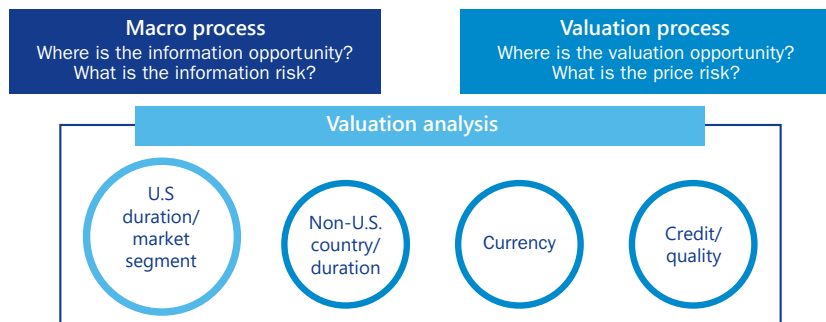 Macro process
Where is the information opportunity?
What is the information risk?
Valuation process
Where is the valuation opportunity?
What is the price risk?
Valuation analysis
U.S
duration/
market
segment
Non-U.S.
country/
duration
Currency
Credit/
quality